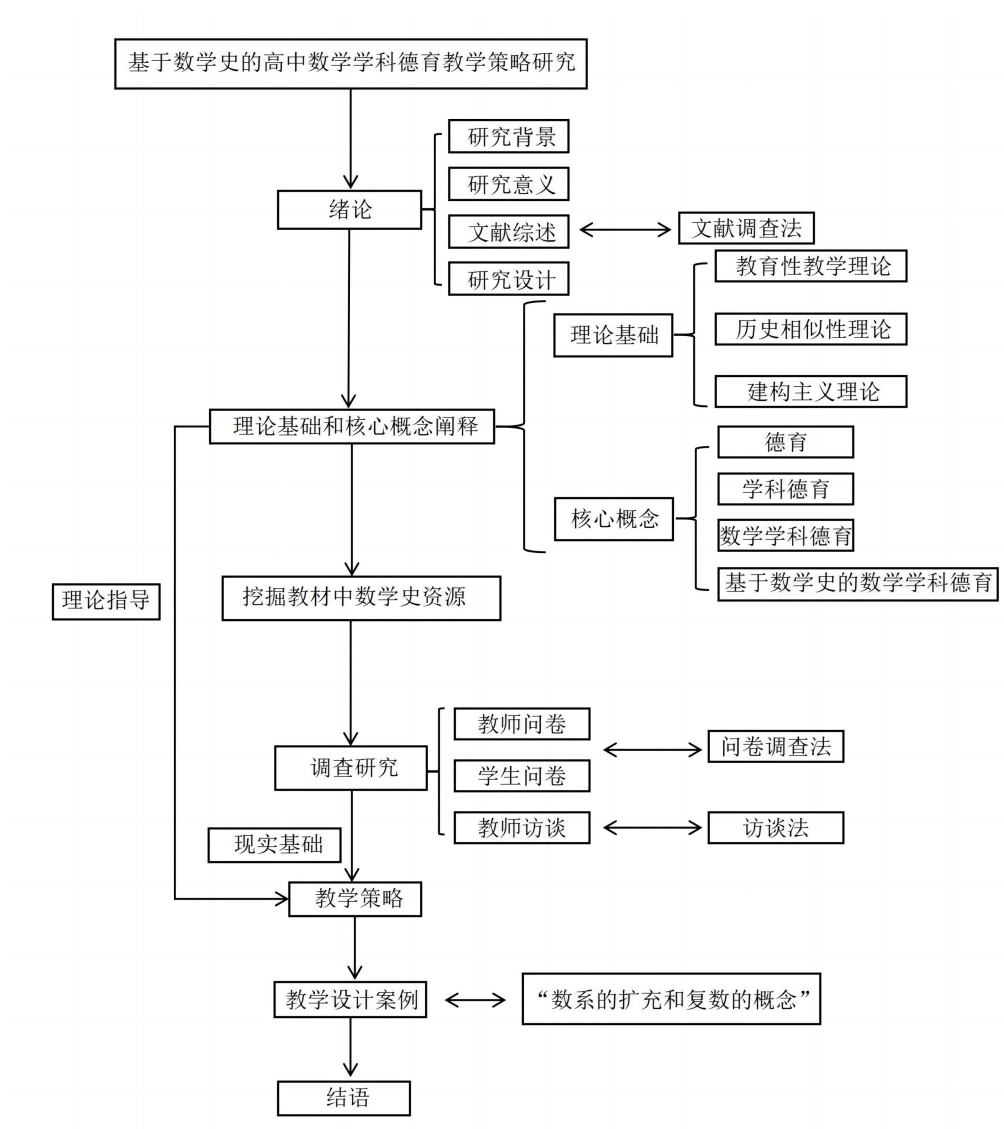 基于数学史的高中数学学科德育教学策略研究
绪论
研究背景
研究意义
文献综述
研究设计
文献调查法
理论基础和核心概念阐释
理论基础
教育性教学理论
历史相似性理论
建构主义理论
核心概念
德育
学科德育
数学学科德育
基于数学史的数学学科德育
理论指导
挖掘教材中数学史资源
调查研究
教师问卷
学生问卷
教师访谈
问卷调查法
访谈法
现实基础
教学策略
教学设计案例
“数系的扩充和复数的概念”
结语